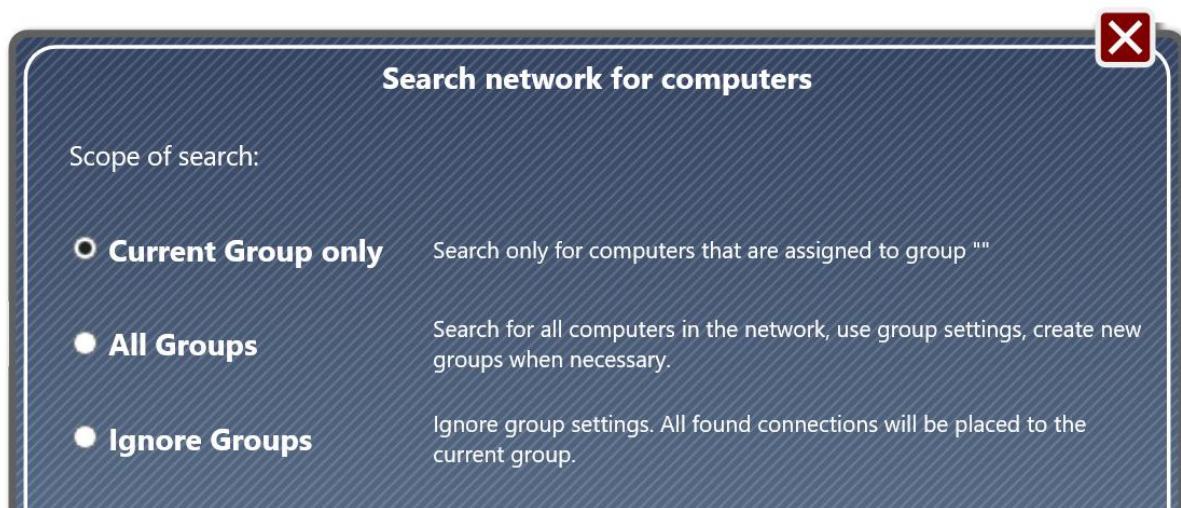 Search network for computers
Scope of search:
Current Group only
Search only for computers that are assigned to group ""
All Groups
Search for all computers in the network, use group settings, create new
groups when necessary.
Ignore Groups
Ignore group settings. All found connections will be placed to the
current group.